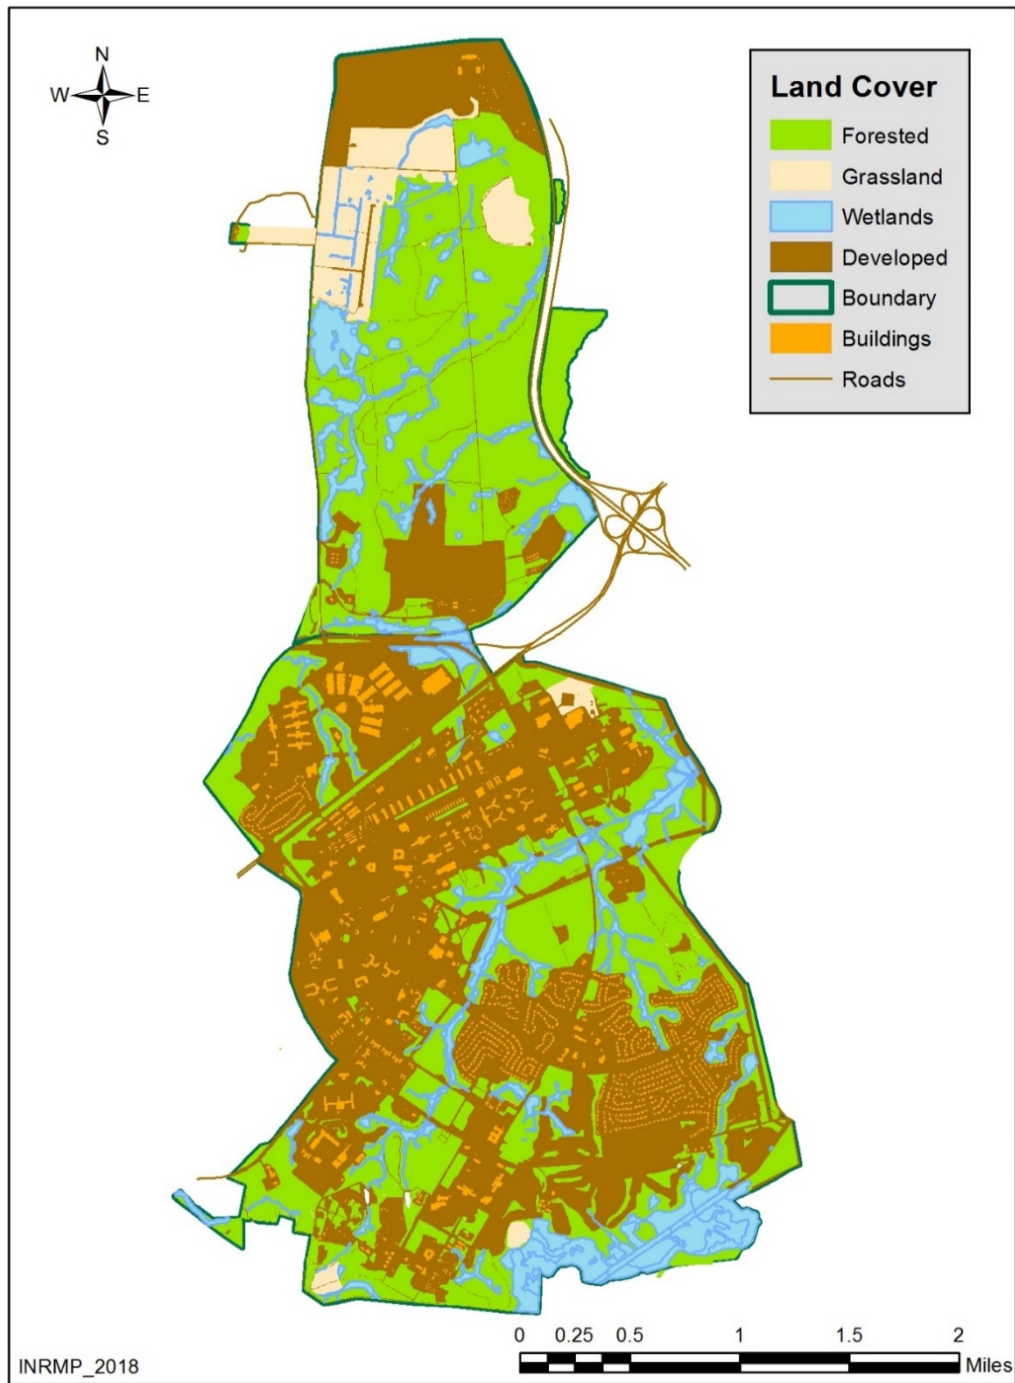 N
W E
S
Land Cover
Forested
Grassland
Wetlands
Developed
Boundary
Buildings
Roads
0 0.25 0.5 1 1.5 2
Miles
INRMP_2018